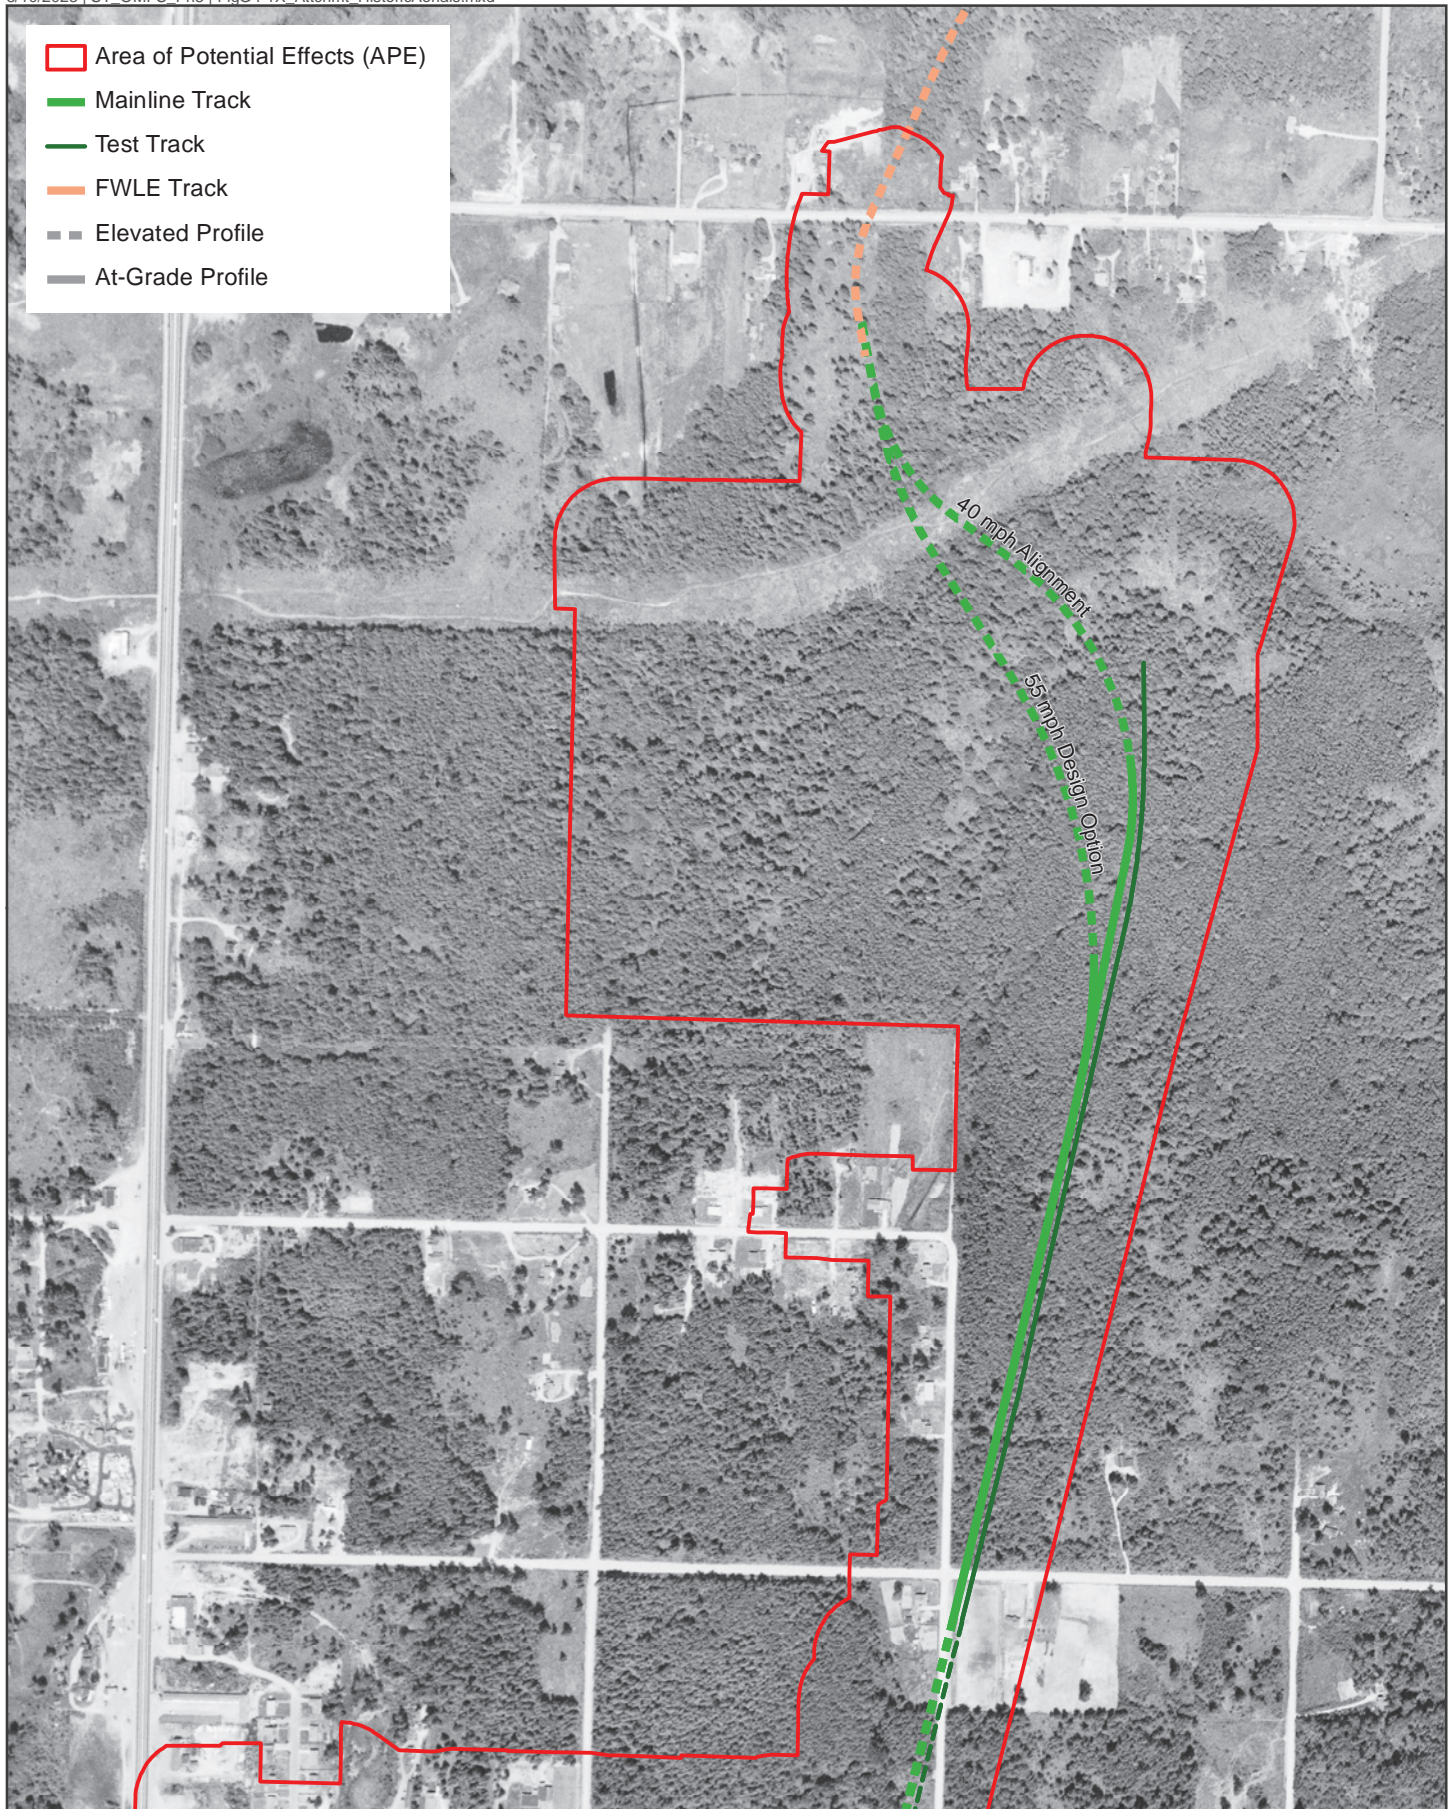 Area of Potential Effects (APE)
Mainline Track
Test Track
FWLE Track
Elevated Profile
At-Grade Profile
40 mph Alignment
55 mph Design Option